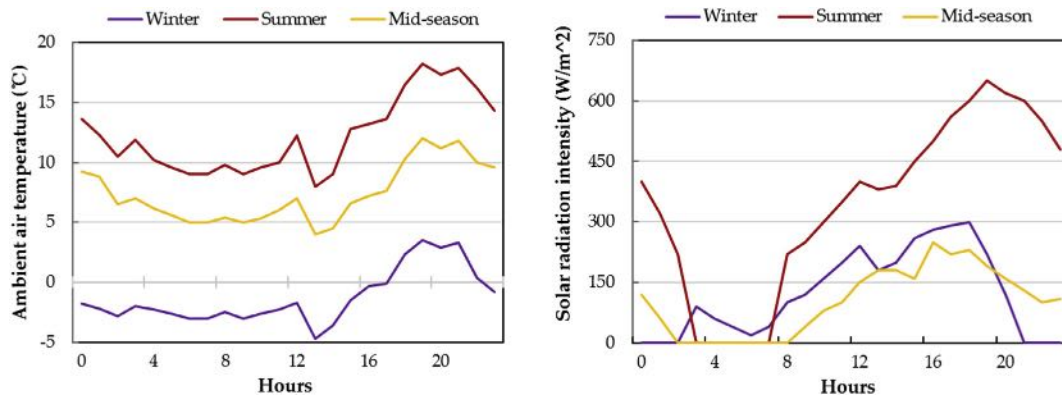 Winter Summer Mid-season
Ambient air temperature (℃)
20
15
10
5
0
-5
0 4 8 12 16 20
Hours
Winter Summer Mid-season
Solar radiation intensity (W/m^2)
750
600
450
300
150
0
0 4 8 12 16 20
Hours